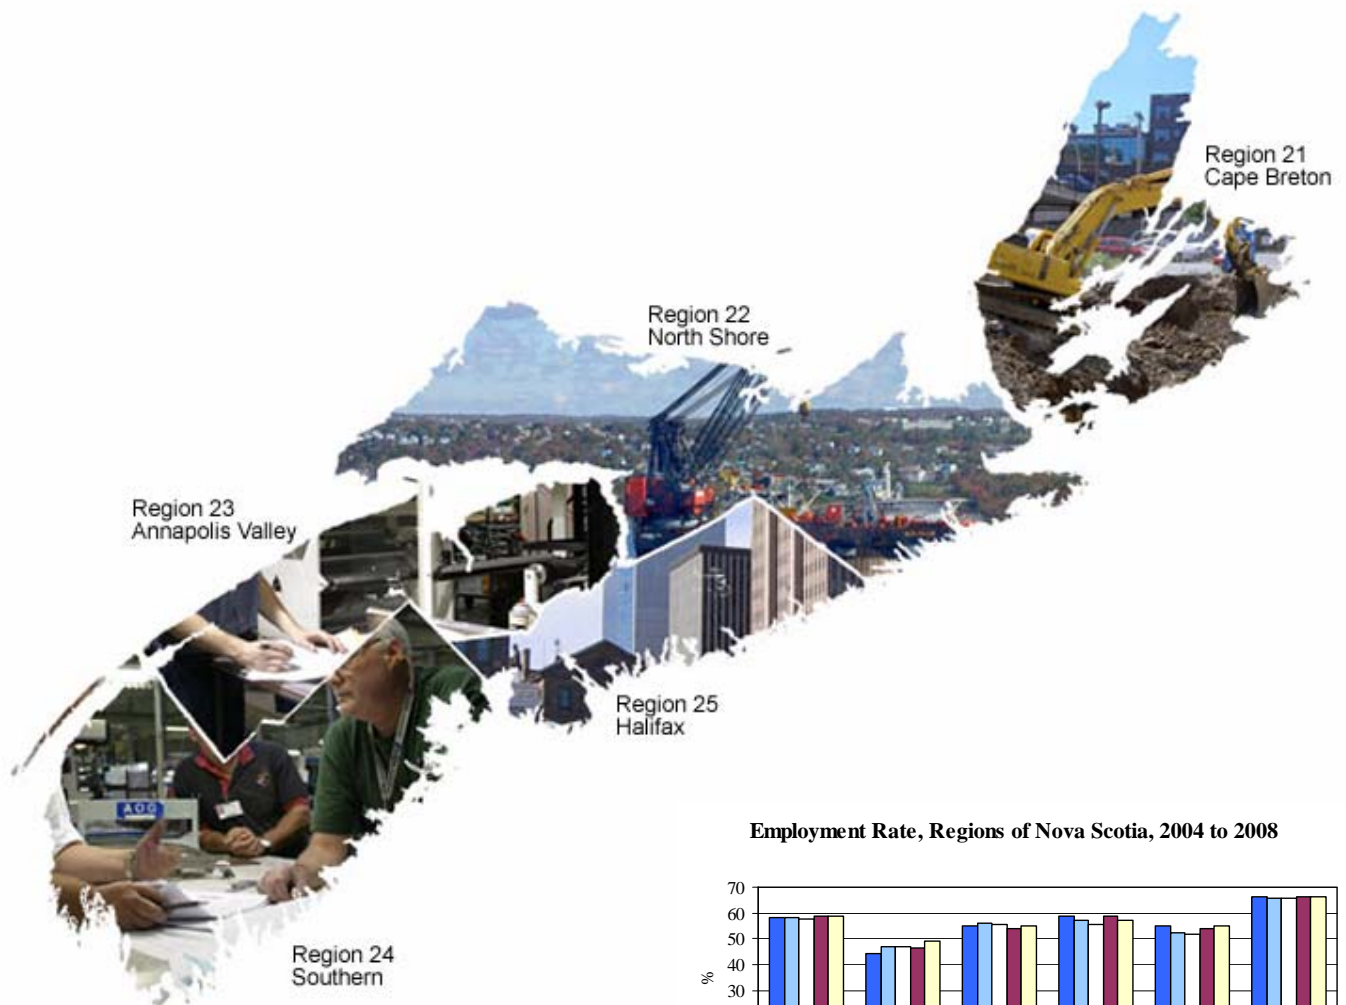 Region 21
Cape Breton
Region 22
North Shore
Region 23
Annapolis Valley
Region 25
Halifax
AOG
Region 24
Southern
Employment Rate, Regions of Nova Scotia, 2004 to 2008
70
60
50
40
30
%